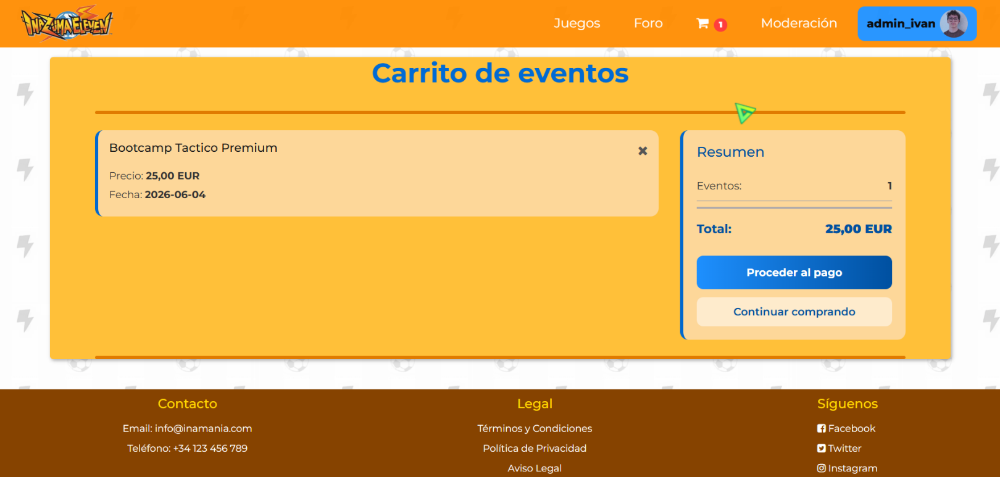 INAZUMA ELEVEN
Juegos
Foro
1
Moderación
admin_ivan
Carrito de eventos
Bootcamp Tactico Premium
Precio: 25,00 EUR
Fecha: 2026-06-04
Resumen
Eventos: 1
Total: 25,00 EUR
Proceder al pago
Continuar comprando
Contacto
Email: info@inamania.com
Teléfono: +34 123 456 789
Legal
Términos y Condiciones
Política de Privacidad
Aviso Legal
Síguenos
Facebook
Twitter
Instagram